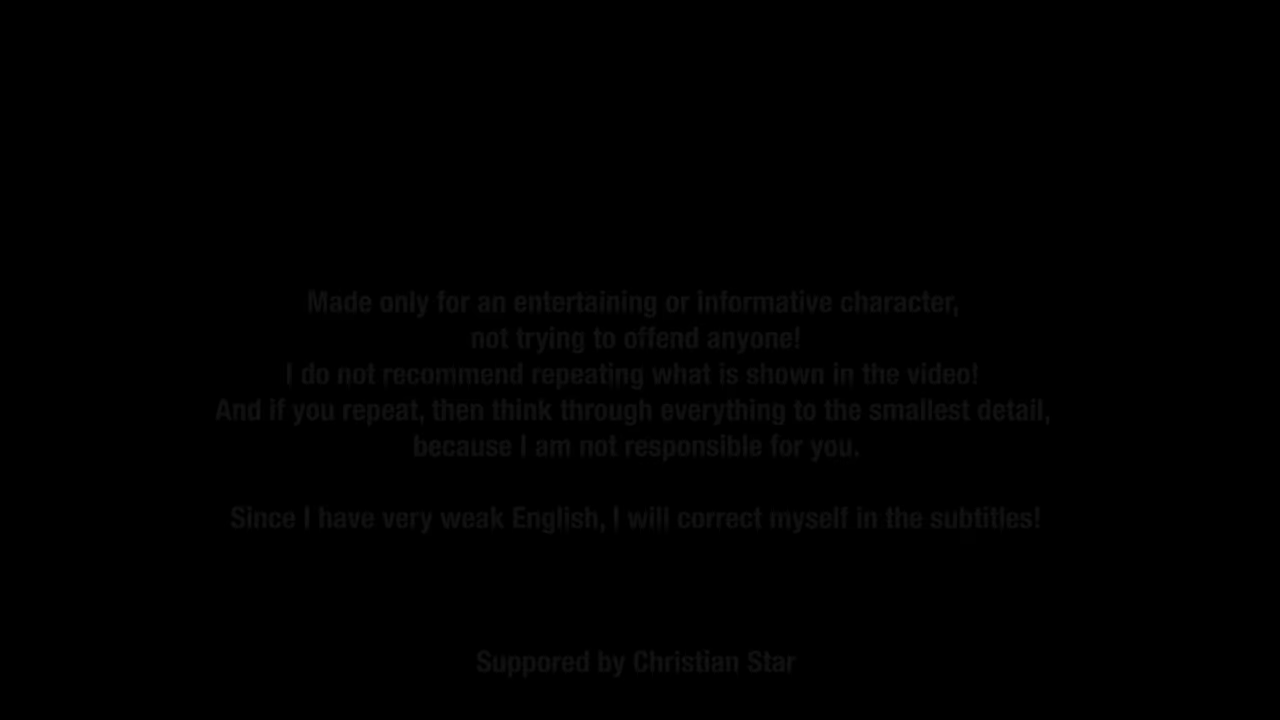 Made only for an entertaining or informative character,
not trying to offend anyone!
I do not recommend repeating what is shown in the video!
And if you repeat, then think through everything to the smallest detail,
because I am not responsible for you.
Since I have very weak English, I will correct myself in the subtitles!
Suppored by Christian Star